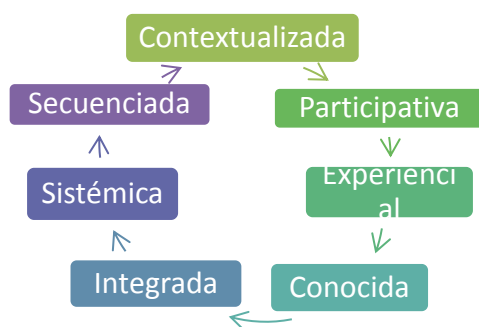 Contextualizada
Participativa
Experienci
al
Conocida
Integrada
Sistémica
Secuenciada